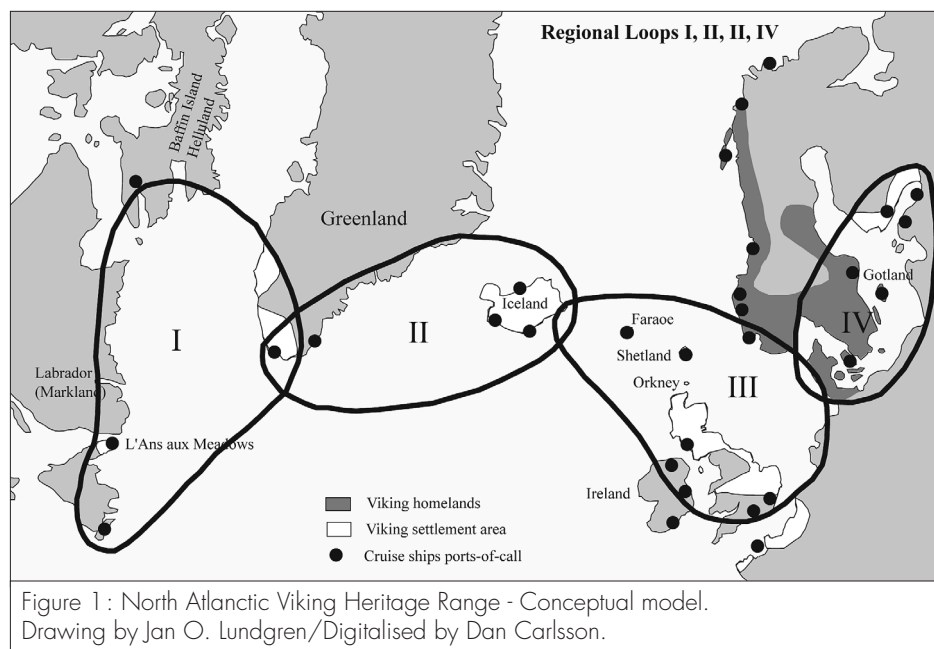 Regional Loops I, II, II, IV
Baffin Island
Helluland
Greenland
Iceland
Gotland
I
II
III
IV
Faraoe
Shetland
Orkney
Labrador
(Markland)
L'Ans aux Meadows
Ireland
Viking homelands
Viking settlement area
Cruise ships ports-of-call
Figure 1: North Atlanctic Viking Heritage Range - Conceptual model.
Drawing by Jan O. Lundgren/Digitalised by Dan Carlsson.